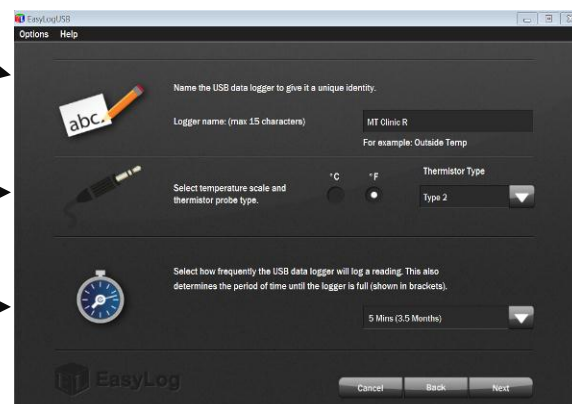 EasyLogUSB
Options Help
Name the USB data logger to give it a unique identity.
abc.
Logger name: (max 15 characters)
MT Clinic R
For example: Outside Temp
°C °F Thermistor Type
Select temperature scale and
thermistor probe type.
Type 2
Select how frequently the USB data logger will log a reading. This also
determines the period of time until the logger is full (shown in brackets).
5 Mins (3.5 Months)
EasyLog
Cancel Back Next